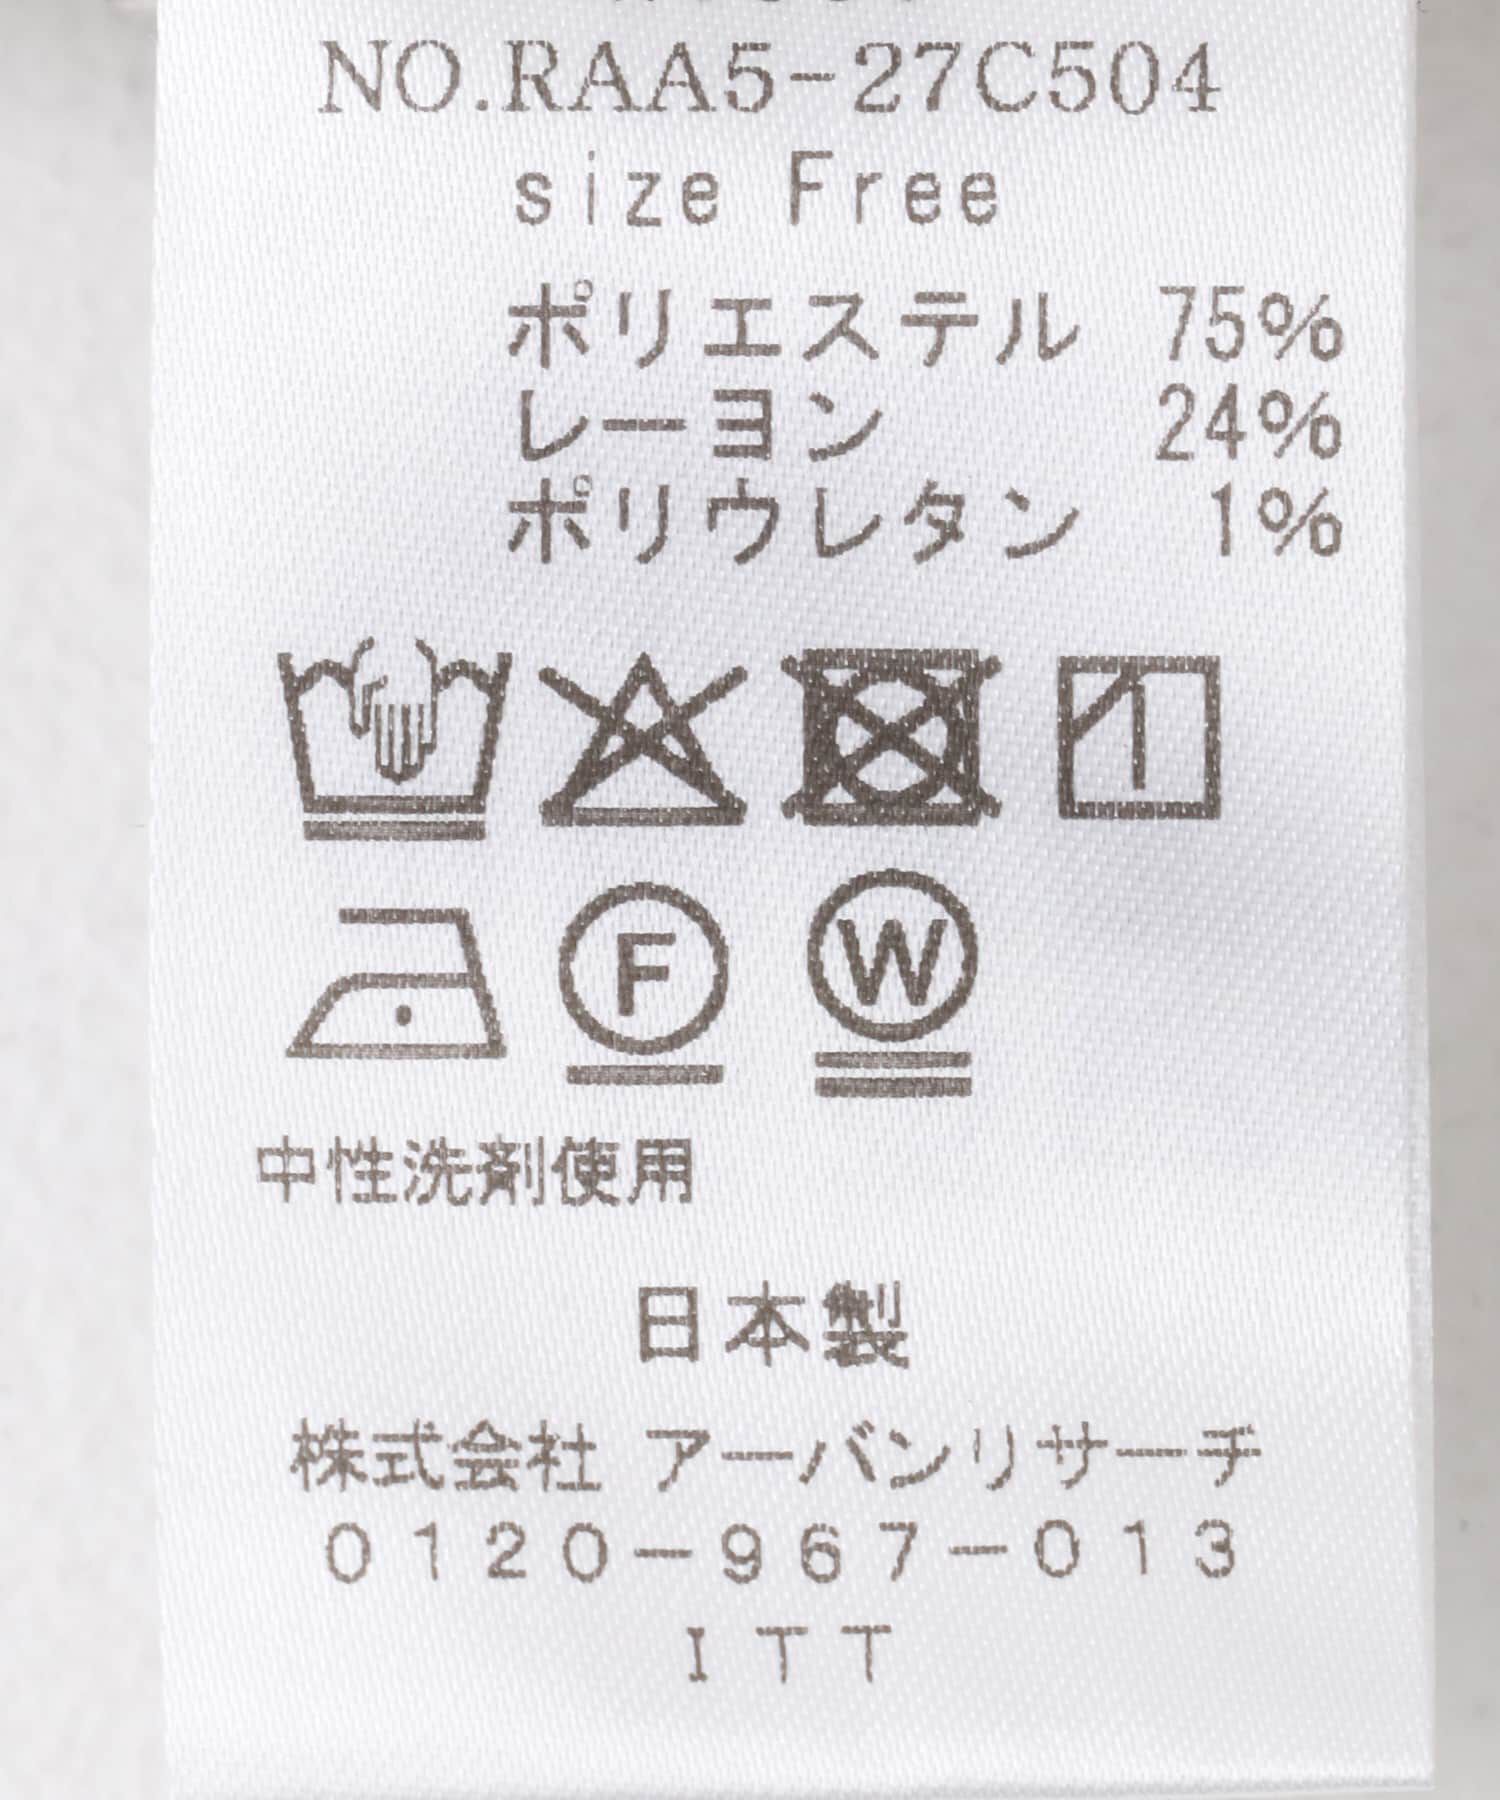 NO.RAA5-27C504
size Free
ポリエステル 75%
レーヨン 24%
ポリウレタン 1%
F W
中性洗剤使用
日本製
株式会社 アーバンリサーチ
0120-967-013
ITT